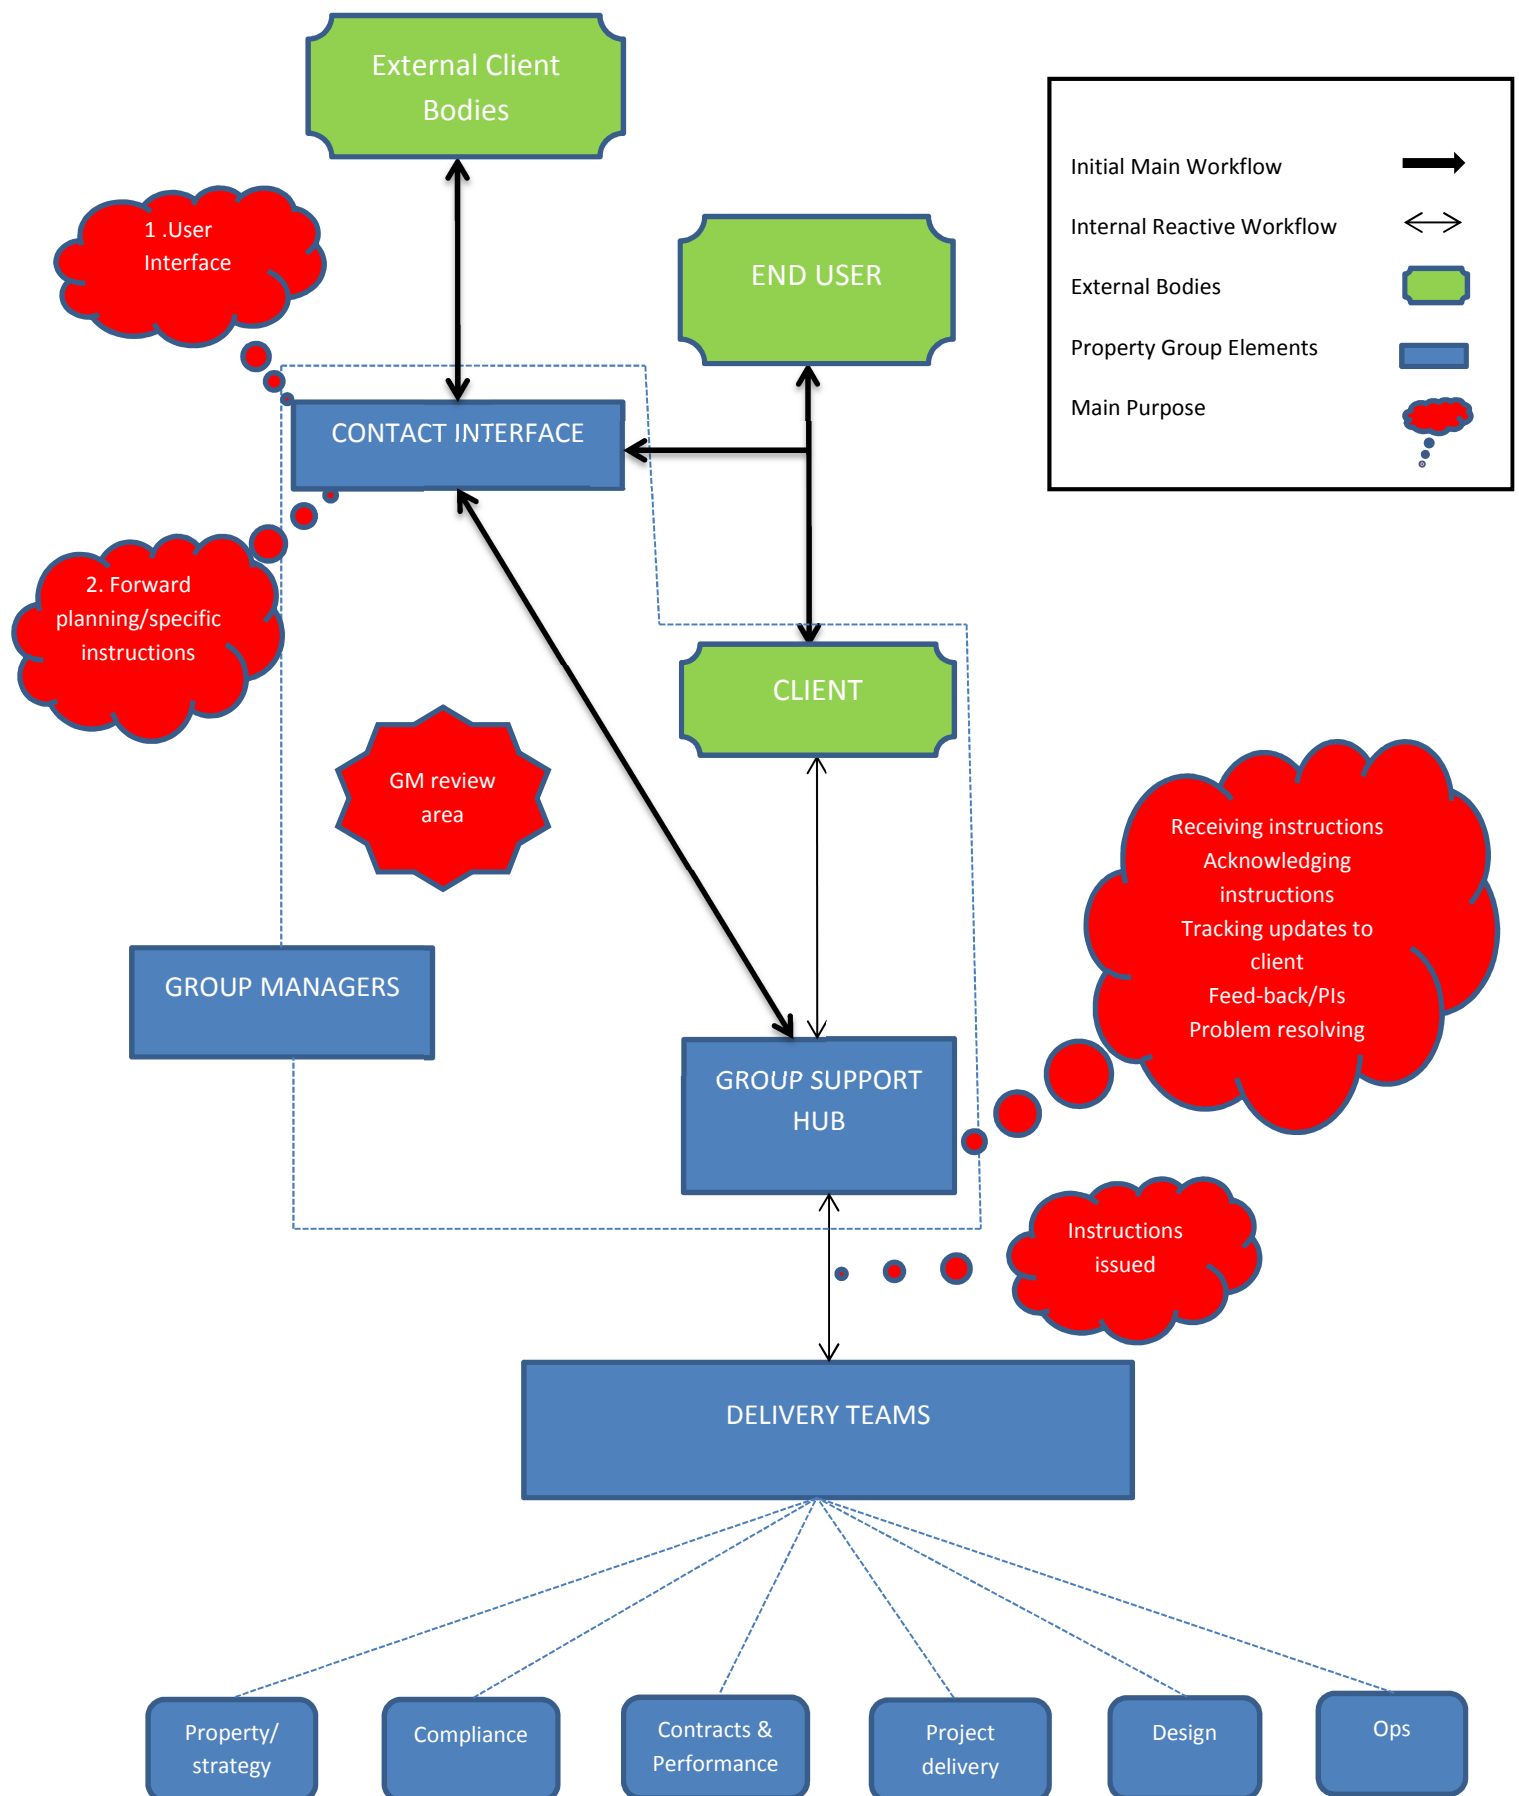 External Client
Bodies
Initial Main Workflow
Internal Reactive Workflow
External Bodies
Property Group Elements
Main Purpose
1 .User
Interface
END USER
CONTACT INTERFACE
2. Forward
planning/specific
instructions
CLIENT
GM review
area
Receiving instructions
Acknowledging
instructions
Tracking updates to
client
Feed-back/PIs
Problem resolving
GROUP MANAGERS
GROUP SUPPORT
HUB
Instructions
issued
DELIVERY TEAMS
Property/
strategy
Compliance
Contracts &
Performance
Project
delivery
Design
Ops